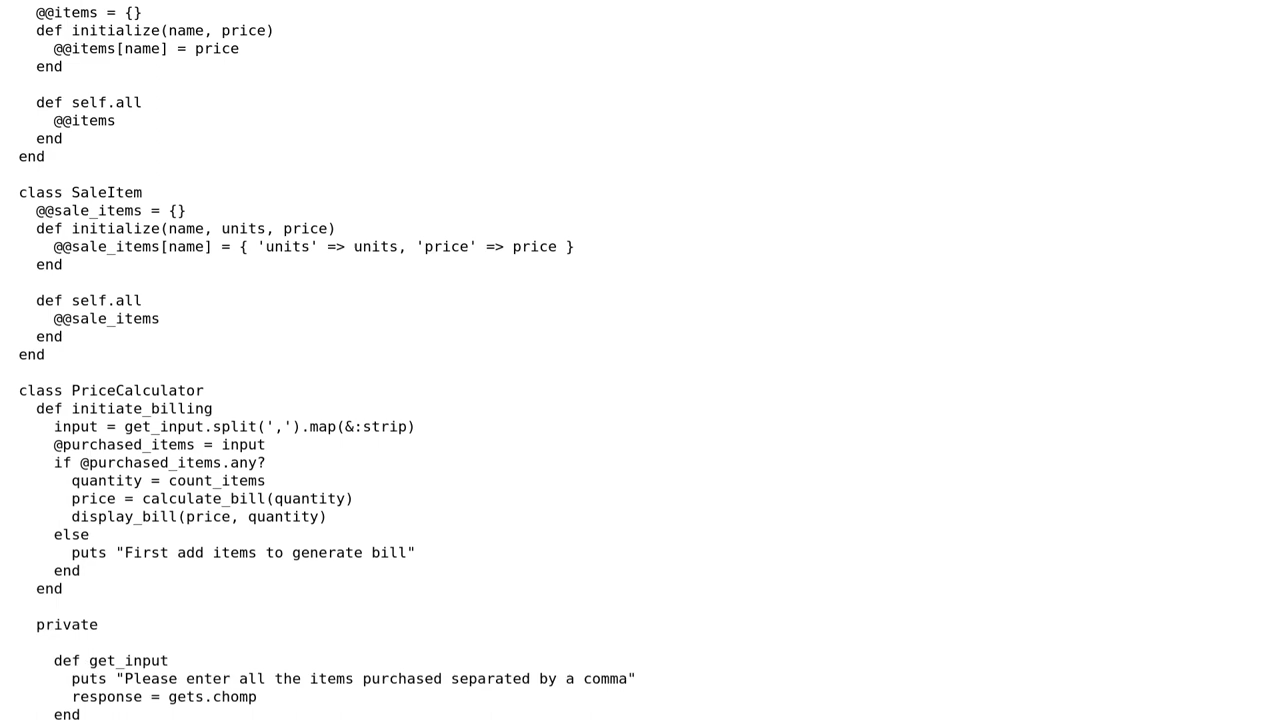 @@items = {}
def initialize(name, price)
@@items[name] = price
end
def self.all
@@items
end
end
class SaleItem
@@sale_items = {}
def initialize(name, units, price)
@@sale_items[name] = { 'units' => units, 'price' => price }
end
def self.all
@@sale_items
end
end
class PriceCalculator
def initiate_billing
input = get_input.split(',').map(&:strip)
@purchased_items = input
if @purchased_items.any?
quantity = count_items
price = calculate_bill(quantity)
display_bill(price, quantity)
else
puts "First add items to generate bill"
end
end
private
def get_input
puts "Please enter all the items purchased separated by a comma"
response = gets.chomp
end